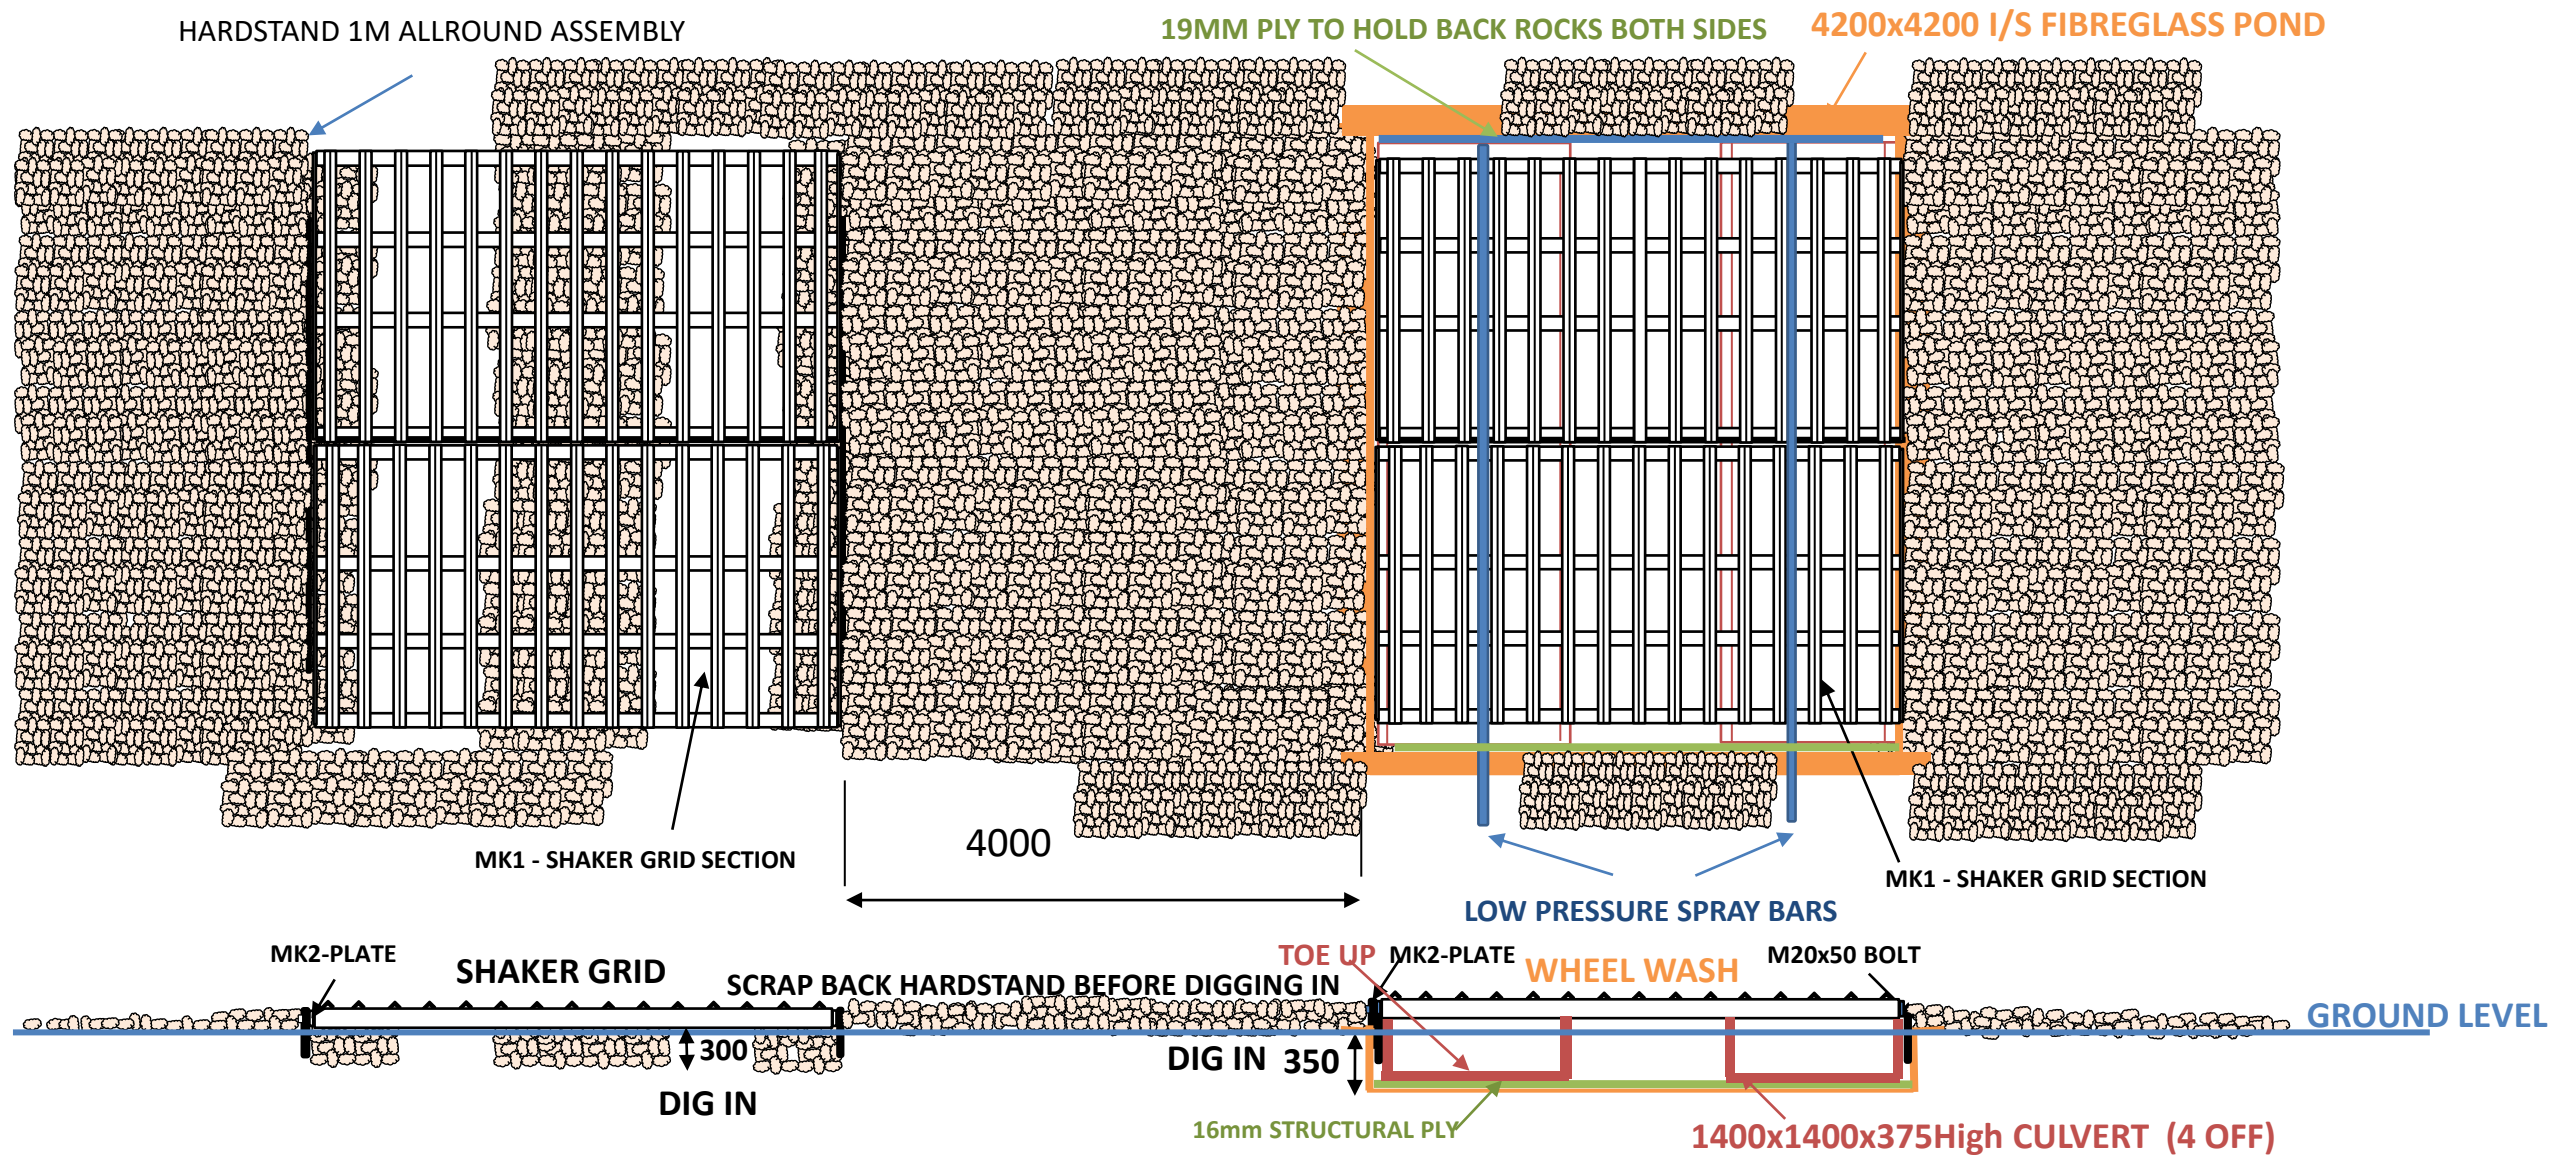 HARDSTAND 1M ALLROUND ASSEMBLY
19MM PLY TO HOLD BACK ROCKS BOTH SIDES
4200x4200 I/S FIBREGLASS POND
MK1 - SHAKER GRID SECTION
4000
MK1 - SHAKER GRID SECTION
LOW PRESSURE SPRAY BARS
MK2-PLATE
SHAKER GRID
SCRAP BACK HARDSTAND BEFORE DIGGING IN
TOE UP
MK2-PLATE
WHEEL WASH
M20x50 BOLT
GROUND LEVEL
300
DIG IN
DIG IN 350
16mm STRUCTURAL PLY
1400x1400x375High CULVERT (4 OFF)